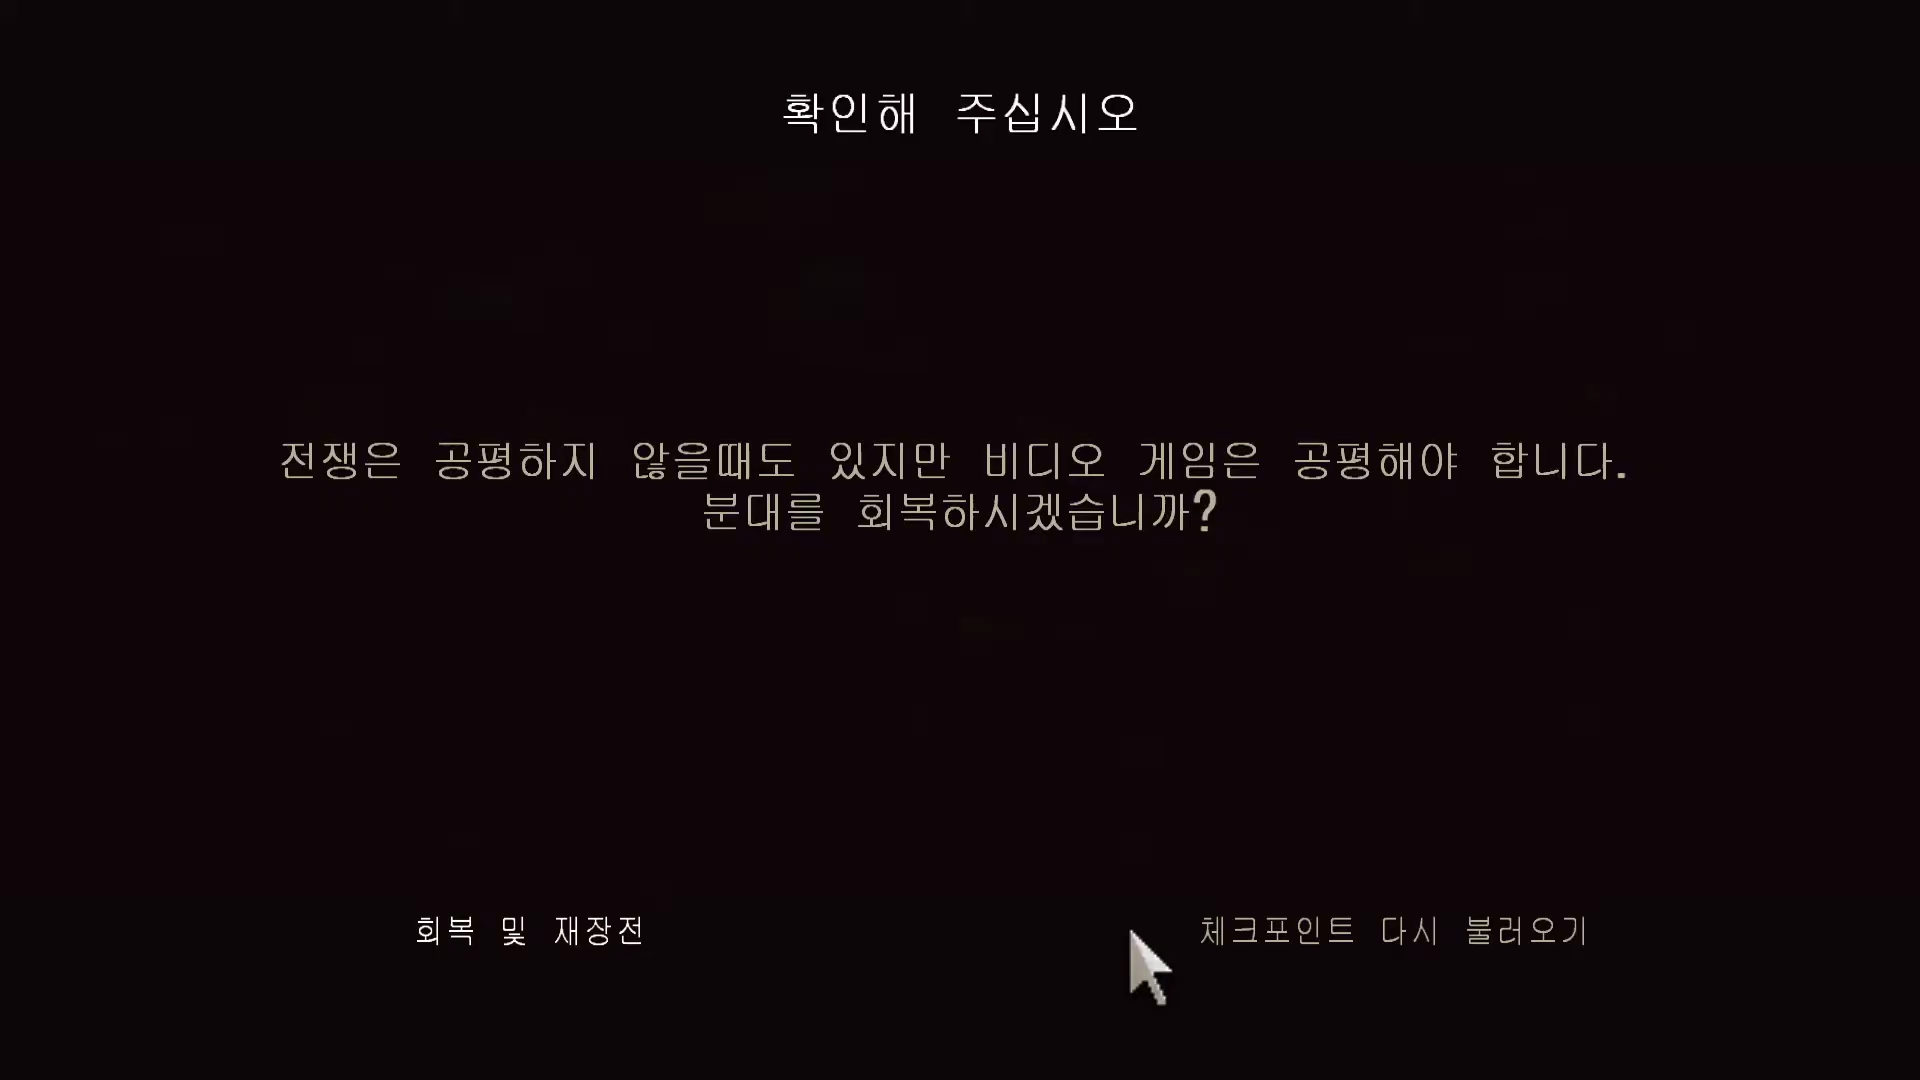 확인해 주십시오
전쟁은 공평하지 않을때도 있지만 비디오 게임은 공평해야 합니다.
분대를 회복하시겠습니까?
회복 및 재장전
체크포인트 다시 불러오기